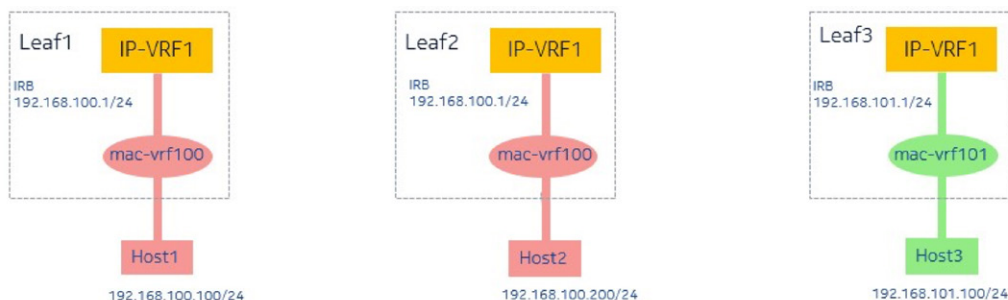 Leaf1
IP-VRF1
IRB
192.168.100.1/24
mac-vrf100
Host1
192.168.100.100/24
Leaf2
IP-VRF1
IRB
192.168.100.1/24
mac-vrf100
Host2
192.168.100.200/24
Leaf3
IP-VRF1
IRB
192.168.101.1/24
mac-vrf101
Host3
192.168.101.100/24